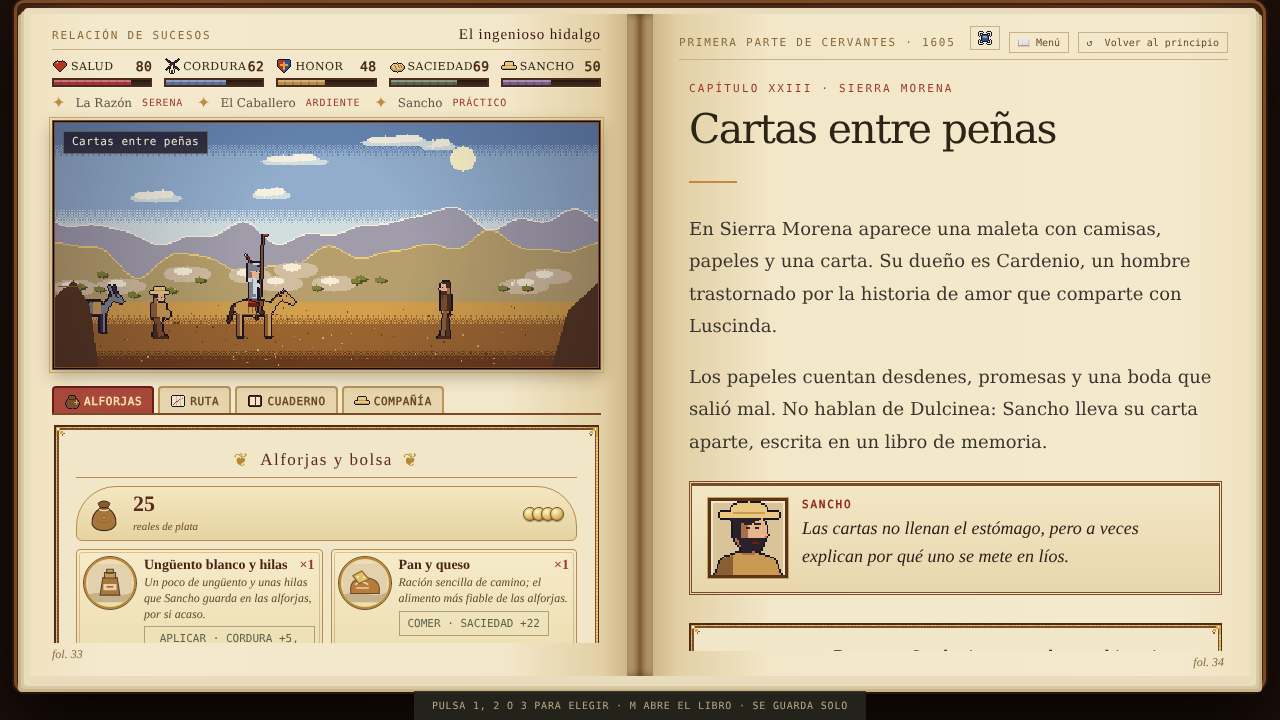 RELACIÓN DE SUCESOS
El ingenioso hidalgo
SALUD 80
CORDURA 62
HONOR 48
SACIEDAD 69
SANCHO 50
La Razón SERENA
El Caballero ARDIENTE
Sancho PRÁCTICO
Cartas entre peñas
ALFORJAS
RUTA
CUADERNO
COMPAÑÍA
Alforjas y bolsa
25
reales de plata
Ungüento blanco y hilas ×1
Un poco de ungüento y unas hilas
que Sancho guarda en las alforjas,
por si acaso.
APLICAR · CORDURA +5,
Pan y queso ×1
Ración sencilla de camino; el
alimento más fiable de las alforjas.
COMER · SACIEDAD +22
fol. 33
PRIMERA PARTE DE CERVANTES · 1605
Menú
↺ Volver al principio
CAPÍTULO XXIII · SIERRA MORENA
Cartas entre peñas
En Sierra Morena aparece una maleta con camisas,
papeles y una carta. Su dueño es Cardenio, un hombre
trastornado por la historia de amor que comparte con
Luscinda.
Los papeles cuentan desdenes, promesas y una boda que
salió mal. No hablan de Dulcinea: Sancho lleva su carta
aparte, escrita en un libro de memoria.
SANCHO
Las cartas no llenan el estómago, pero a veces
explican por qué uno se mete en líos.
fol. 34
PULSA 1, 2 O 3 PARA ELEGIR · M ABRE EL LIBRO · SE GUARDA SOLO